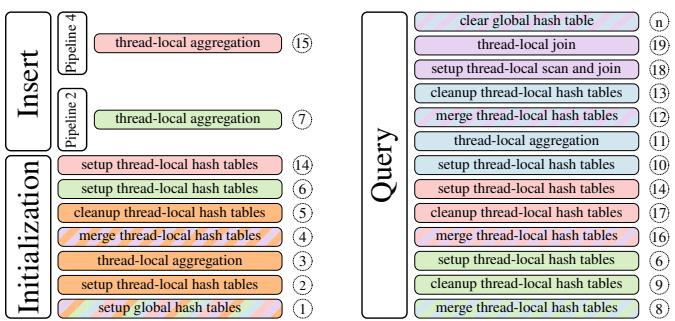 Insert
Pipeline 4
thread-local aggregation 15
Pipeline 2
thread-local aggregation 7
Initialization
setup thread-local hash tables 14
setup thread-local hash tables 6
cleanup thread-local hash tables 5
merge thread-local hash tables 4
thread-local aggregation 3
setup thread-local hash tables 2
setup global hash tables 1
Query
clear global hash table n
thread-local join 19
setup thread-local scan and join 18
cleanup thread-local hash tables 13
merge thread-local hash tables 12
thread-local aggregation 11
setup thread-local hash tables 10
setup thread-local hash tables 14
cleanup thread-local hash tables 17
merge thread-local hash tables 16
setup thread-local hash tables 6
cleanup thread-local hash tables 9
merge thread-local hash tables 8